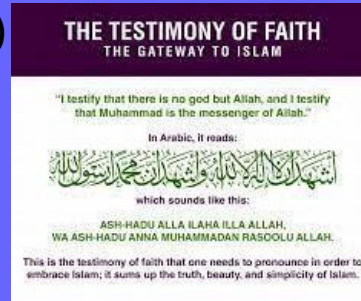 THE TESTIMONY OF FAITH
THE GATEWAY TO ISLAM
"I testify that there is no god but Allah, and I testify
that Muhammad is the messenger of Allah."
In Arabic, it reads:
أشهد أن لا إله إلا الله وأشهد أن محمدا رسول الله
which sounds like this:
ASH-HADU ALLA ILAHA ILLA ALLAH,
WA ASH-HADU ANNA MUHAMMADAN RASOOLU ALLAH.
This is the testimony of faith that one needs to pronounce in order to
embrace Islam; it sums up the truth, beauty, and simplicity of Islam.